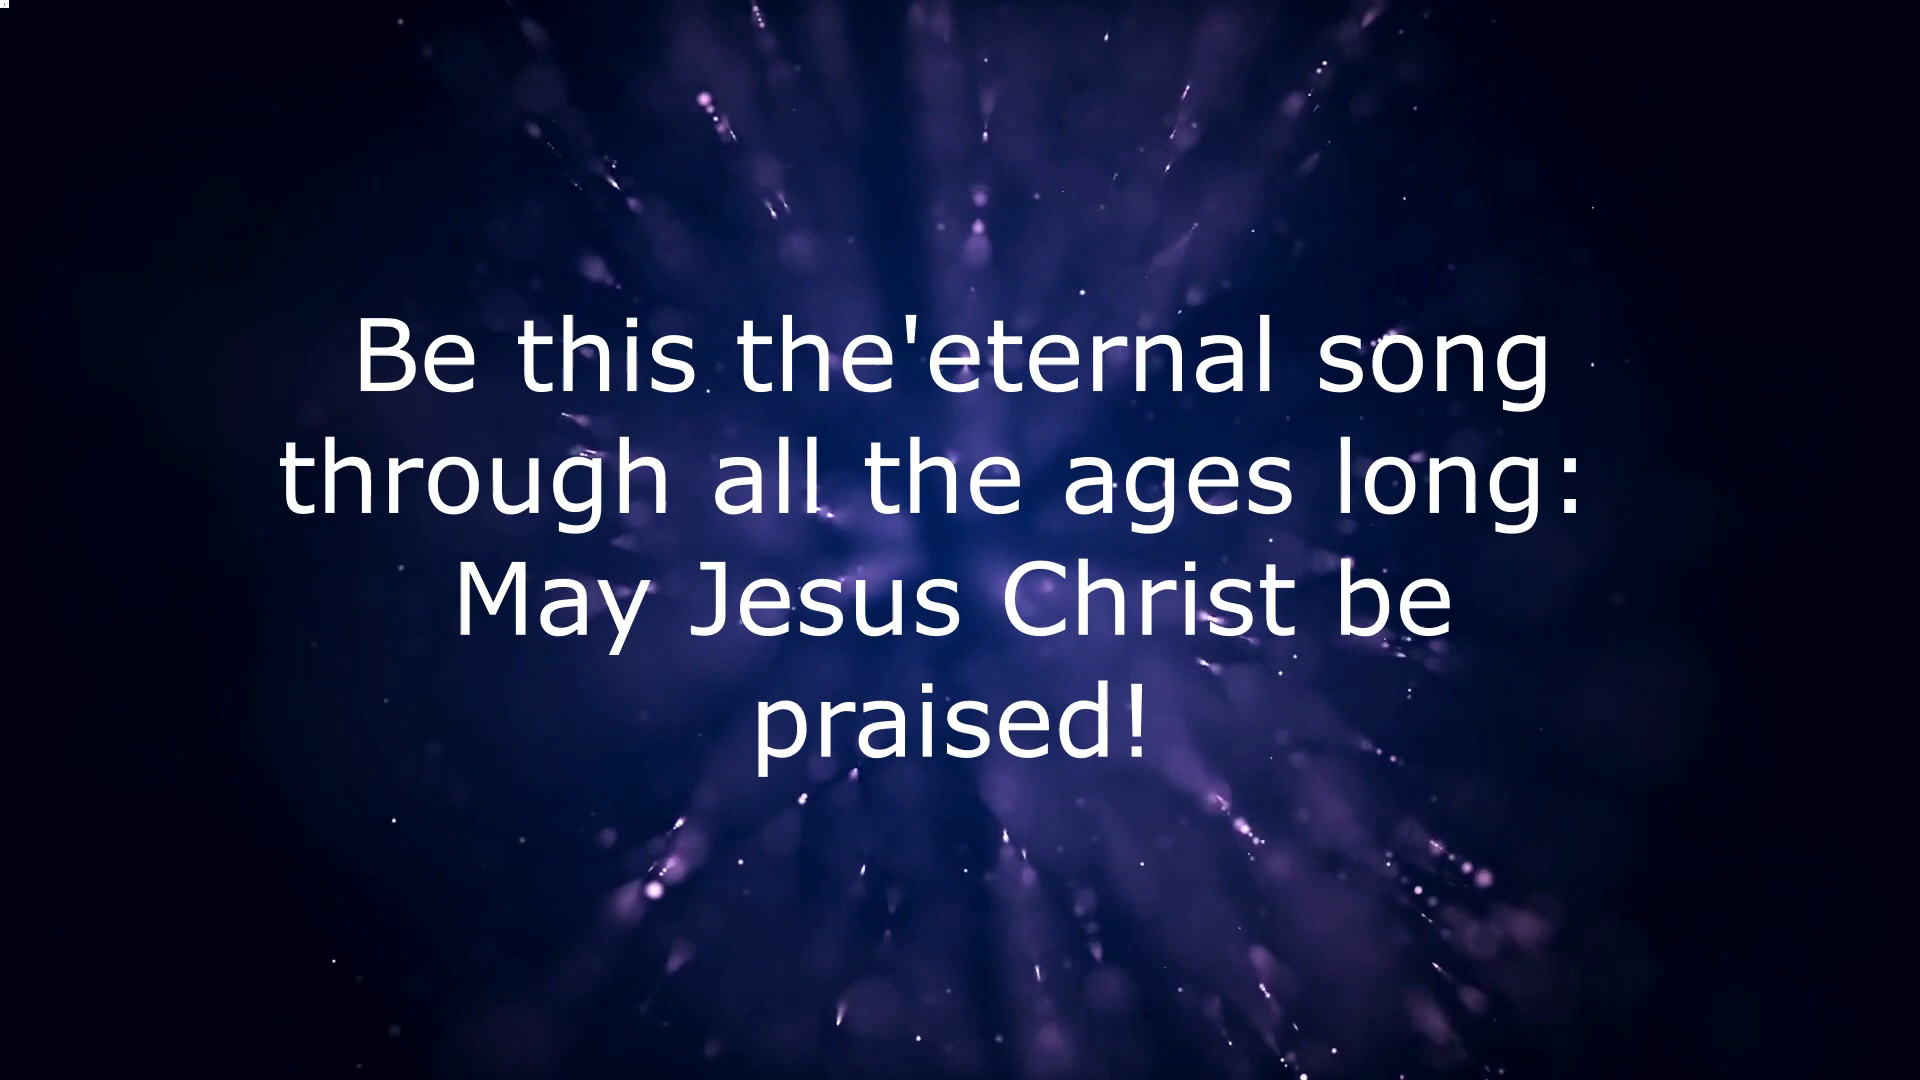 Be this the'eternal song
through all the ages long:
May Jesus Christ be
praised!